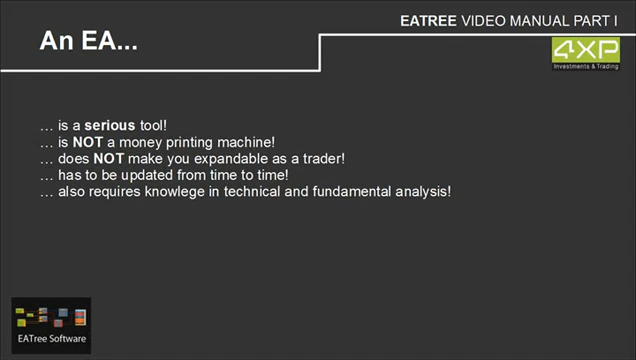 EATREE VIDEO MANUAL PART I
An EA...
4XP
Investments & Trading
... is a serious tool!
... is NOT a money printing machine!
... does NOT make you expandable as a trader!
... has to be updated from time to time!
... also requires knowlege in technical and fundamental analysis!
EATree Software